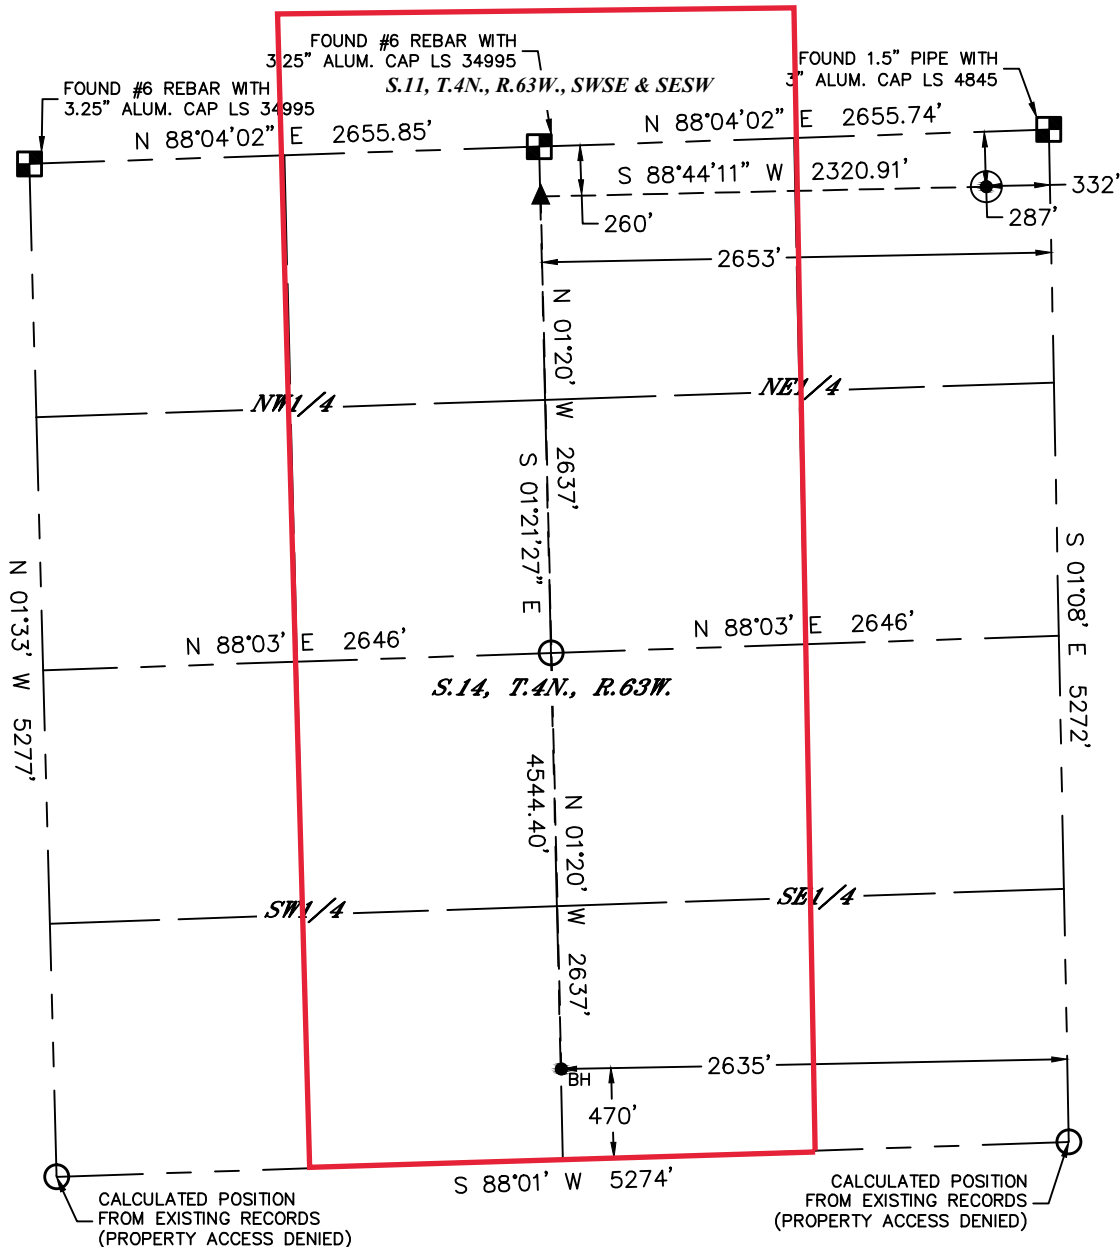 FOUND #6 REBAR WITH
3.25" ALUM. CAP LS 34995
S.11, T.4N., R.63W., SWSE & SESW
FOUND 1.5" PIPE WITH
3" ALUM. CAP LS 4845
FOUND #6 REBAR WITH
3.25" ALUM. CAP LS 34995
N 88°04'02" E 2655.85'
N 88°04'02" E 2655.74'
S 88°44'11" W 2320.91'
332'
287'
260'
2653'
N 01°20' W 2637'
NW1/4
NE1/4
S 01°21'27" E 4544.40'
N 01°33' W 5277'
S 01°08' E 5272'
N 88°03' E 2646'
N 88°03' E 2646'
S.14, T.4N., R.63W.
N 01°20' W 2637'
SW1/4
SE1/4
BH
2635'
470'
S 88°01' W 5274'
CALCULATED POSITION
FROM EXISTING RECORDS
(PROPERTY ACCESS DENIED)
CALCULATED POSITION
FROM EXISTING RECORDS
(PROPERTY ACCESS DENIED)